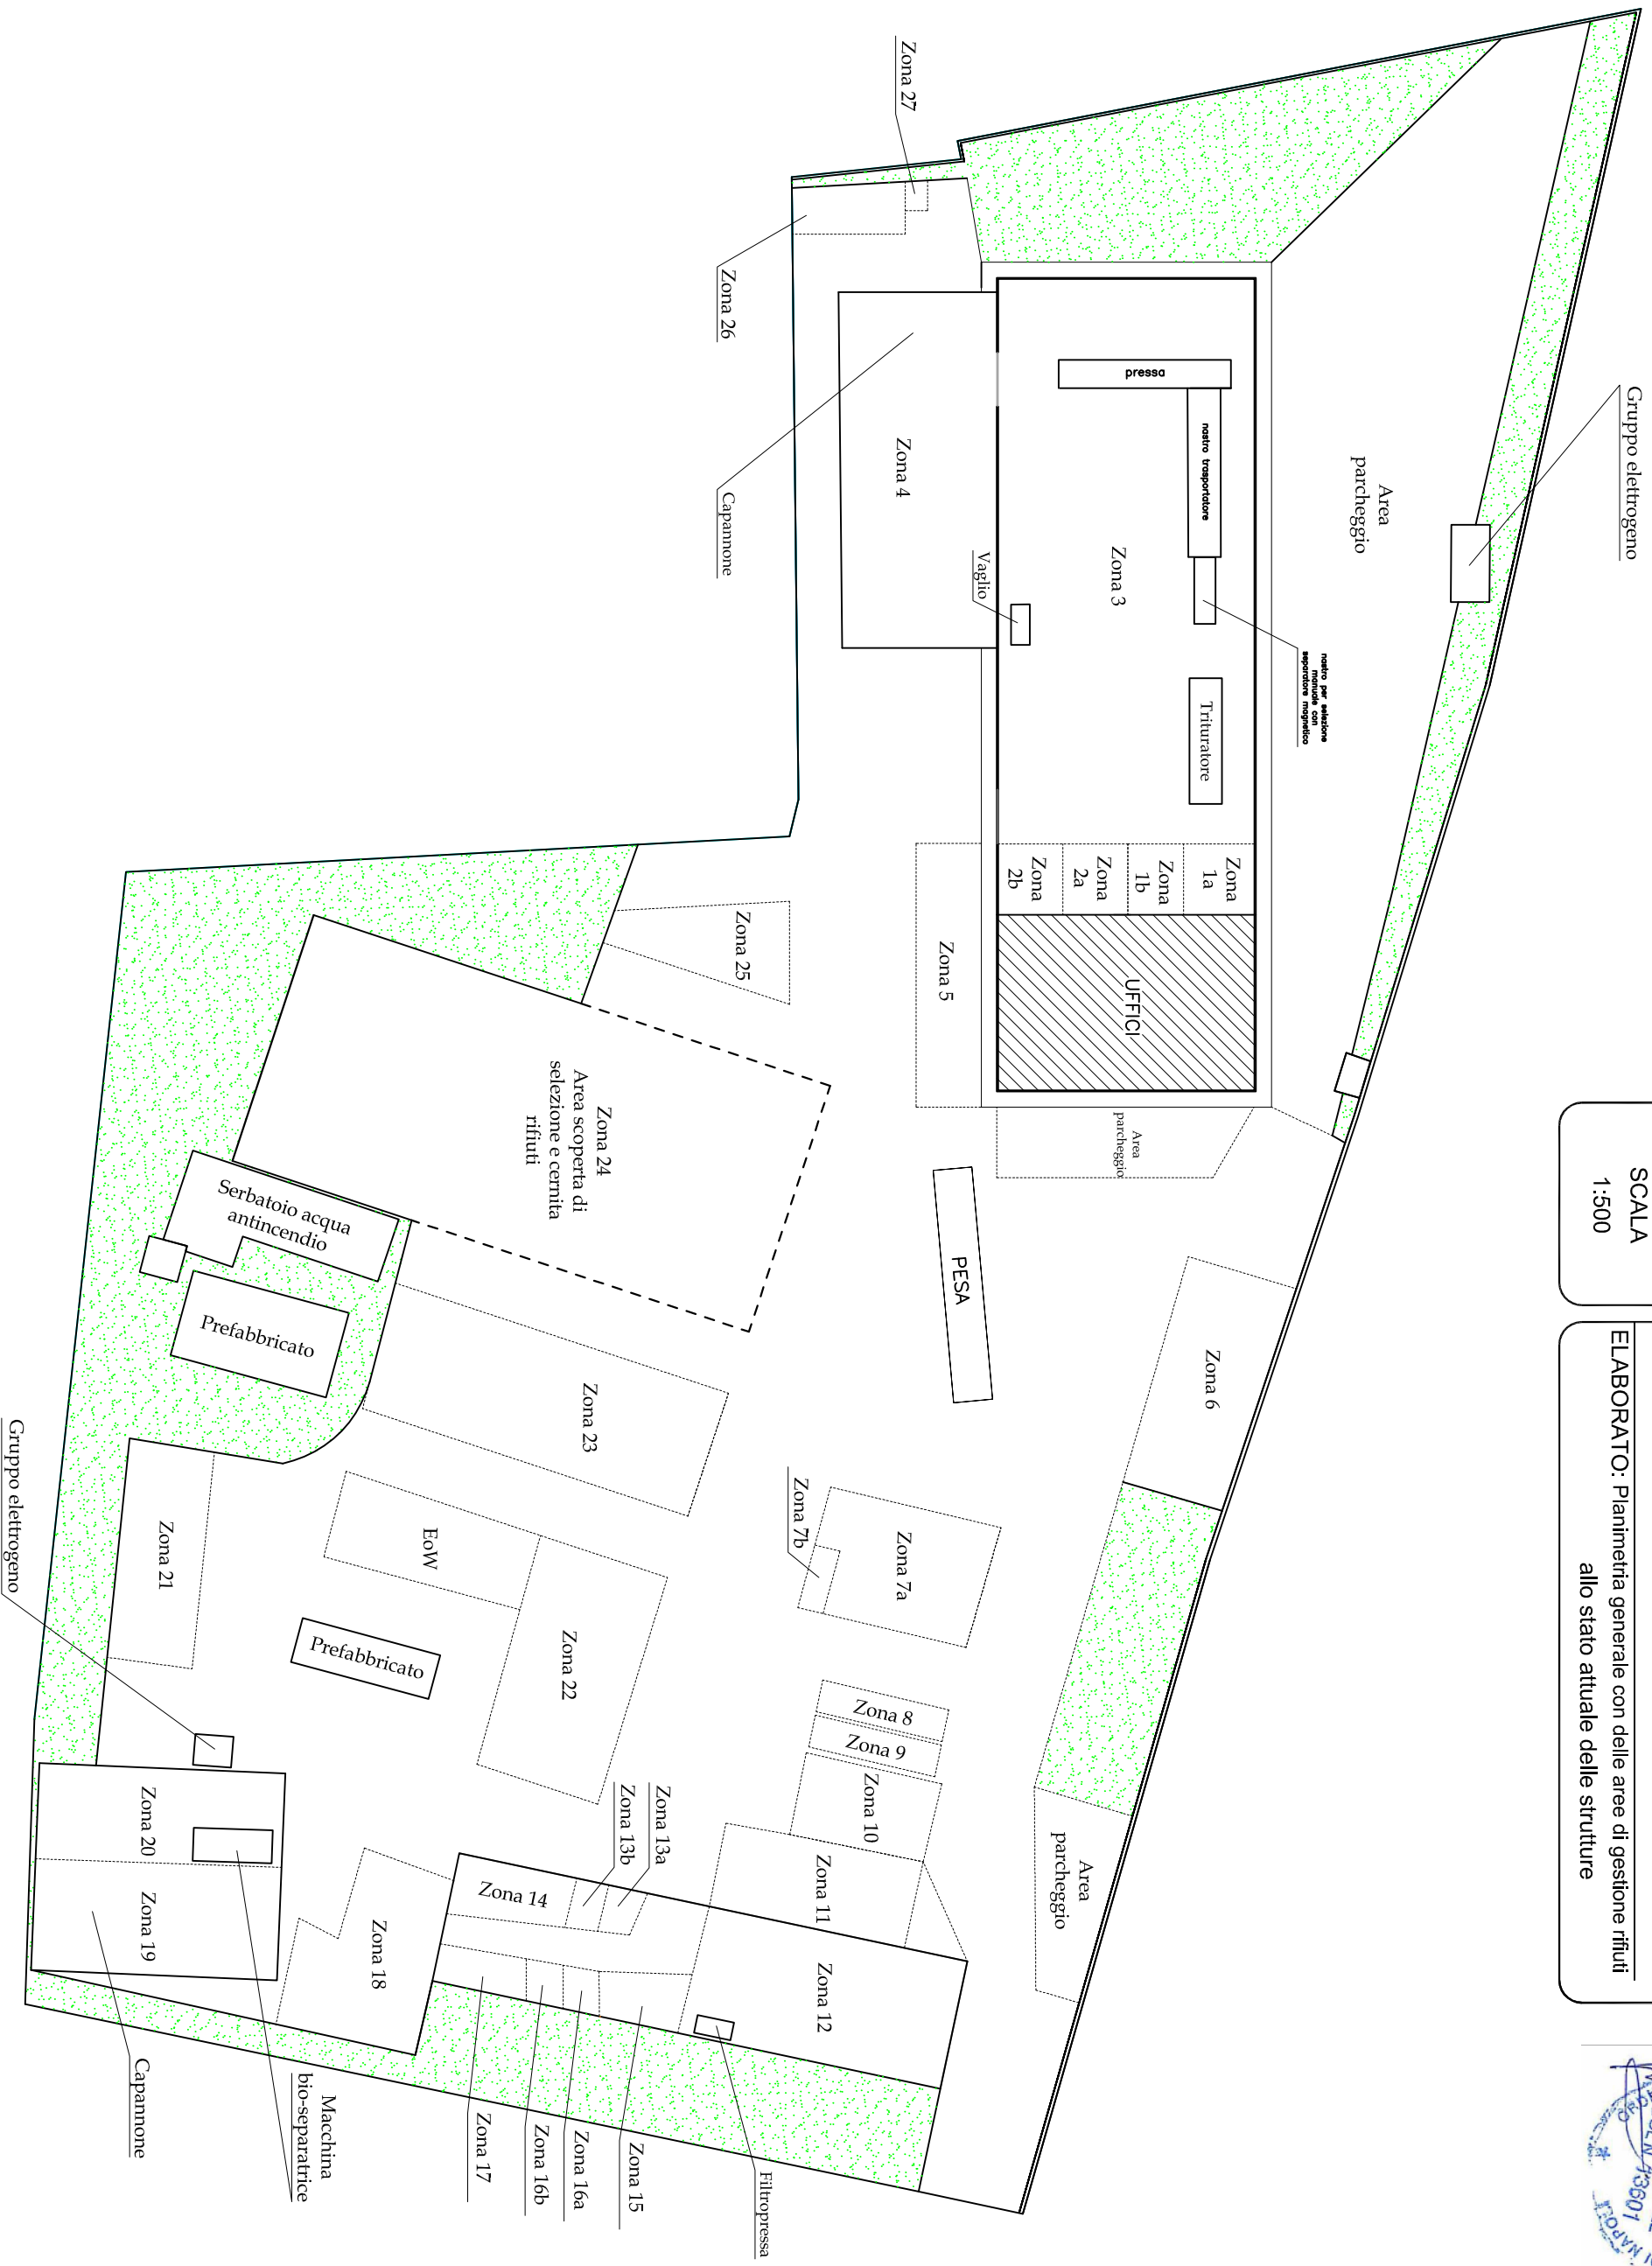 SCALA
1:500
ELABORATO: Planimetria generale con delle aree di gestione rifiuti
allo stato attuale delle strutture
Gruppo elettrogeno
Area
parcheggio
Zona 27
Zona 26
Capannone
Zona 4
Vaglio
pressa
nastro trasportatore
Zona 3
nastro per selezione
manuale con
separatore magnetico
Trituratore
Zona
1a
Zona
1b
Zona
2a
Zona
2b
UFFICI
Zona 5
Area
parcheggio
Zona 25
Zona 24
Area scoperta di
selezione e cernita
rifiuti
Serbatoio acqua
antincendio
Prefabbricato
PESA
Zona 6
Zona 23
Zona 7b
Zona 7a
EoW
Zona 22
Prefabbricato
Zona 21
Gruppo elettrogeno
Zona 8
Zona 9
Zona 10
Zona 11
Zona 12
Area
parcheggio
Zona 13a
Zona 13b
Zona 14
Zona 18
Zona 20
Zona 19
Capannone
Macchina
bio-separatrice
Zona 17
Zona 16b
Zona 16a
Zona 15
Filtropressa
13601
NAPOLI